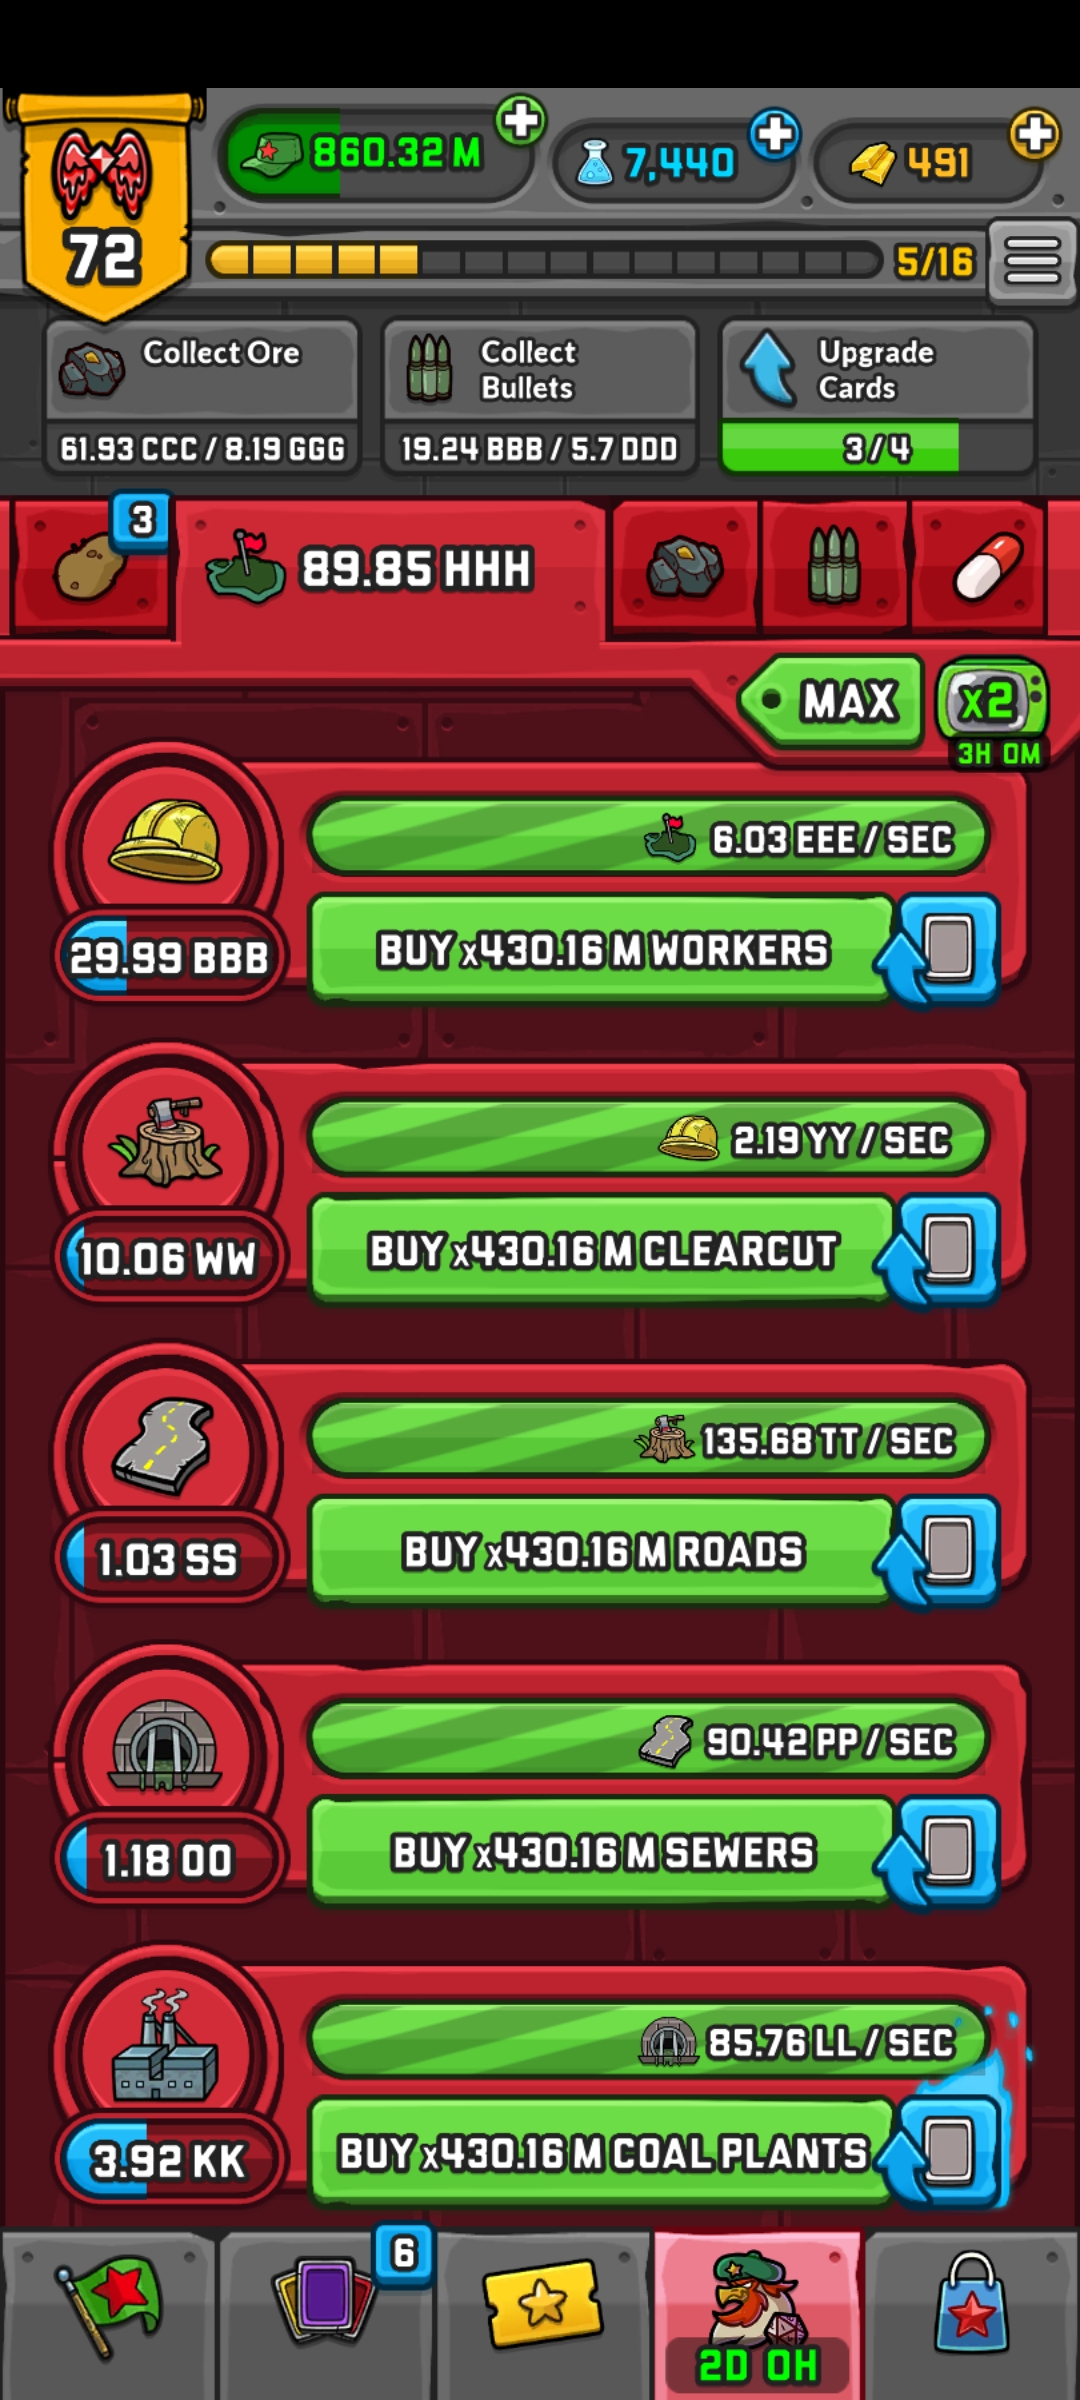 860.32 M
7,440
491
72
5/16
Collect Ore
61.93 CCC / 8.19 GGG
Collect
Bullets
19.24 BBB / 5.7 DDD
Upgrade
Cards
3/4
3
89.85 HHH
MAX
x2
3H 0M
6.03 EEE / SEC
29.99 BBB
BUY x430.16 M WORKERS
2.19 YY / SEC
10.06 WW
BUY x430.16 M CLEARCUT
135.68 TT / SEC
1.03 SS
BUY x430.16 M ROADS
90.42 PP / SEC
1.18 OO
BUY x430.16 M SEWERS
85.76 LL / SEC
3.92 KK
BUY x430.16 M COAL PLANTS
6
2D 0H